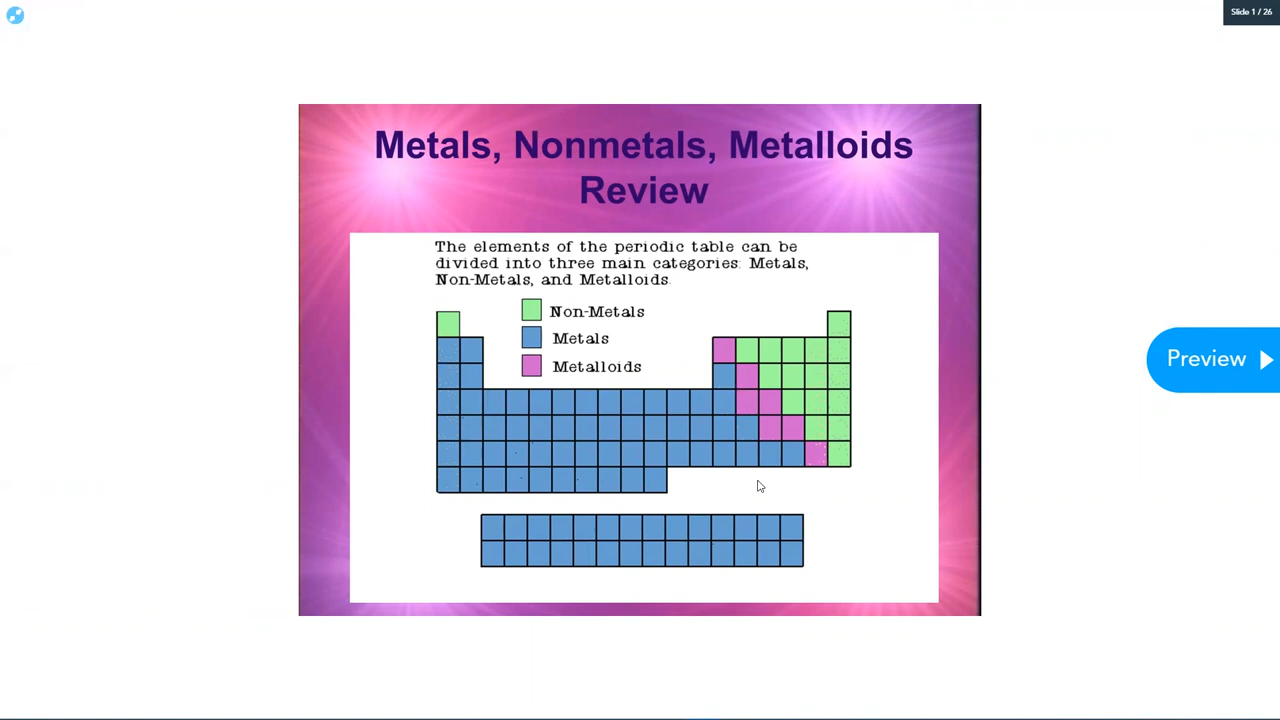 Slide 1 / 26
Metals, Nonmetals, Metalloids
Review
The elements of the periodic table can be
divided into three main categories: Metals,
Non-Metals, and Metalloids.
Non-Metals
Metals
Metalloids
Preview